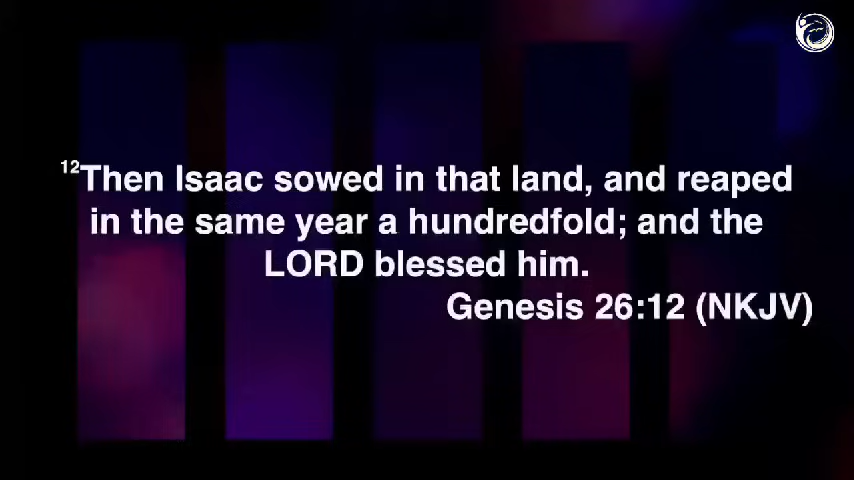 12Then Isaac sowed in that land, and reaped
in the same year a hundredfold; and the
LORD blessed him.
Genesis 26:12 (NKJV)